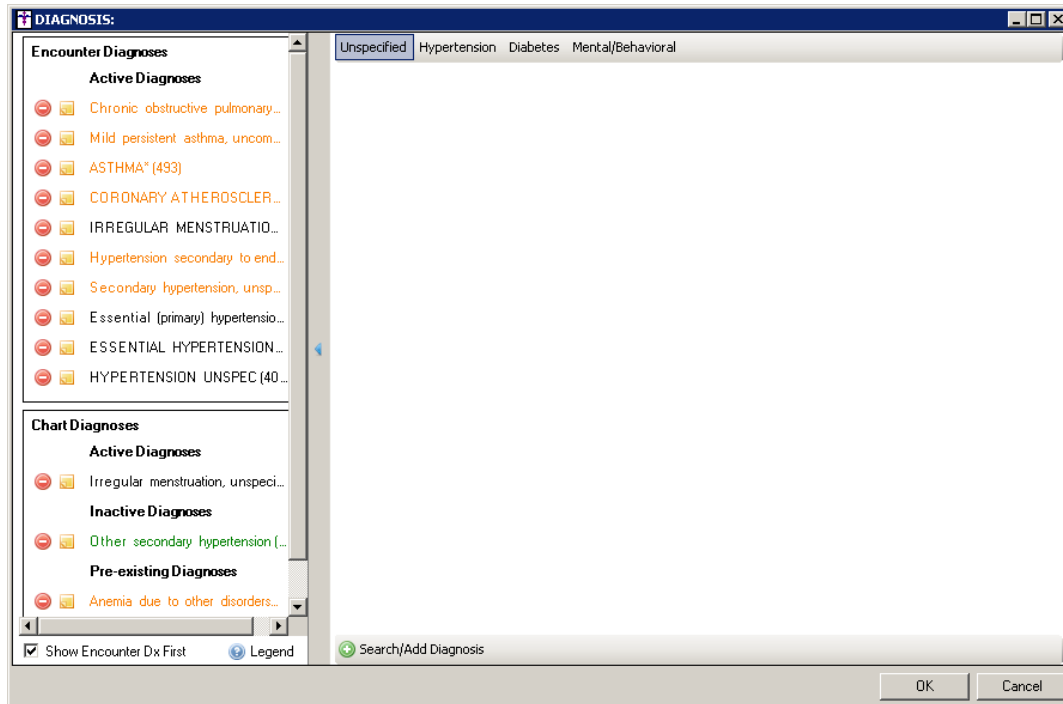 DIAGNOSIS:
Encounter Diagnoses
Active Diagnoses
Chronic obstructive pulmonary...
Mild persistent asthma, uncom...
ASTHMA* (493)
CORONARY ATHEROSCLER...
IRREGULAR MENSTRUATIO...
Hypertension secondary to end...
Secondary hypertension, unsp...
Essential (primary) hypertensio...
ESSENTIAL HYPERTENSION...
HYPERTENSION UNSPEC (40...
Chart Diagnoses
Active Diagnoses
Irregular menstruation, unspeci...
Inactive Diagnoses
Other secondary hypertension (...
Pre-existing Diagnoses
Anemia due to other disorders...
Show Encounter Dx First Legend
Unspecified Hypertension Diabetes Mental/Behavioral
Search/Add Diagnosis
OK Cancel